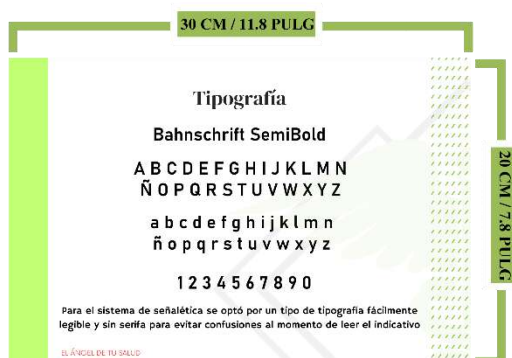 30 CM / 11.8 PULG
Tipografía
Bahnschrift SemiBold
A B C D E F G H I J K L M N
Ñ O P Q R S T U V W X Y Z
a b c d e f g h i j k l m n
ñ o p q r s t u v w x y z
1 2 3 4 5 6 7 8 9 0
Para el sistema de señalética se optó por un tipo de tipografía fácilmente
legible y sin serifa para evitar confusiones al momento de leer el indicativo
EL ÁNGEL DE TU SALUD
20 CM / 7.8 PULG